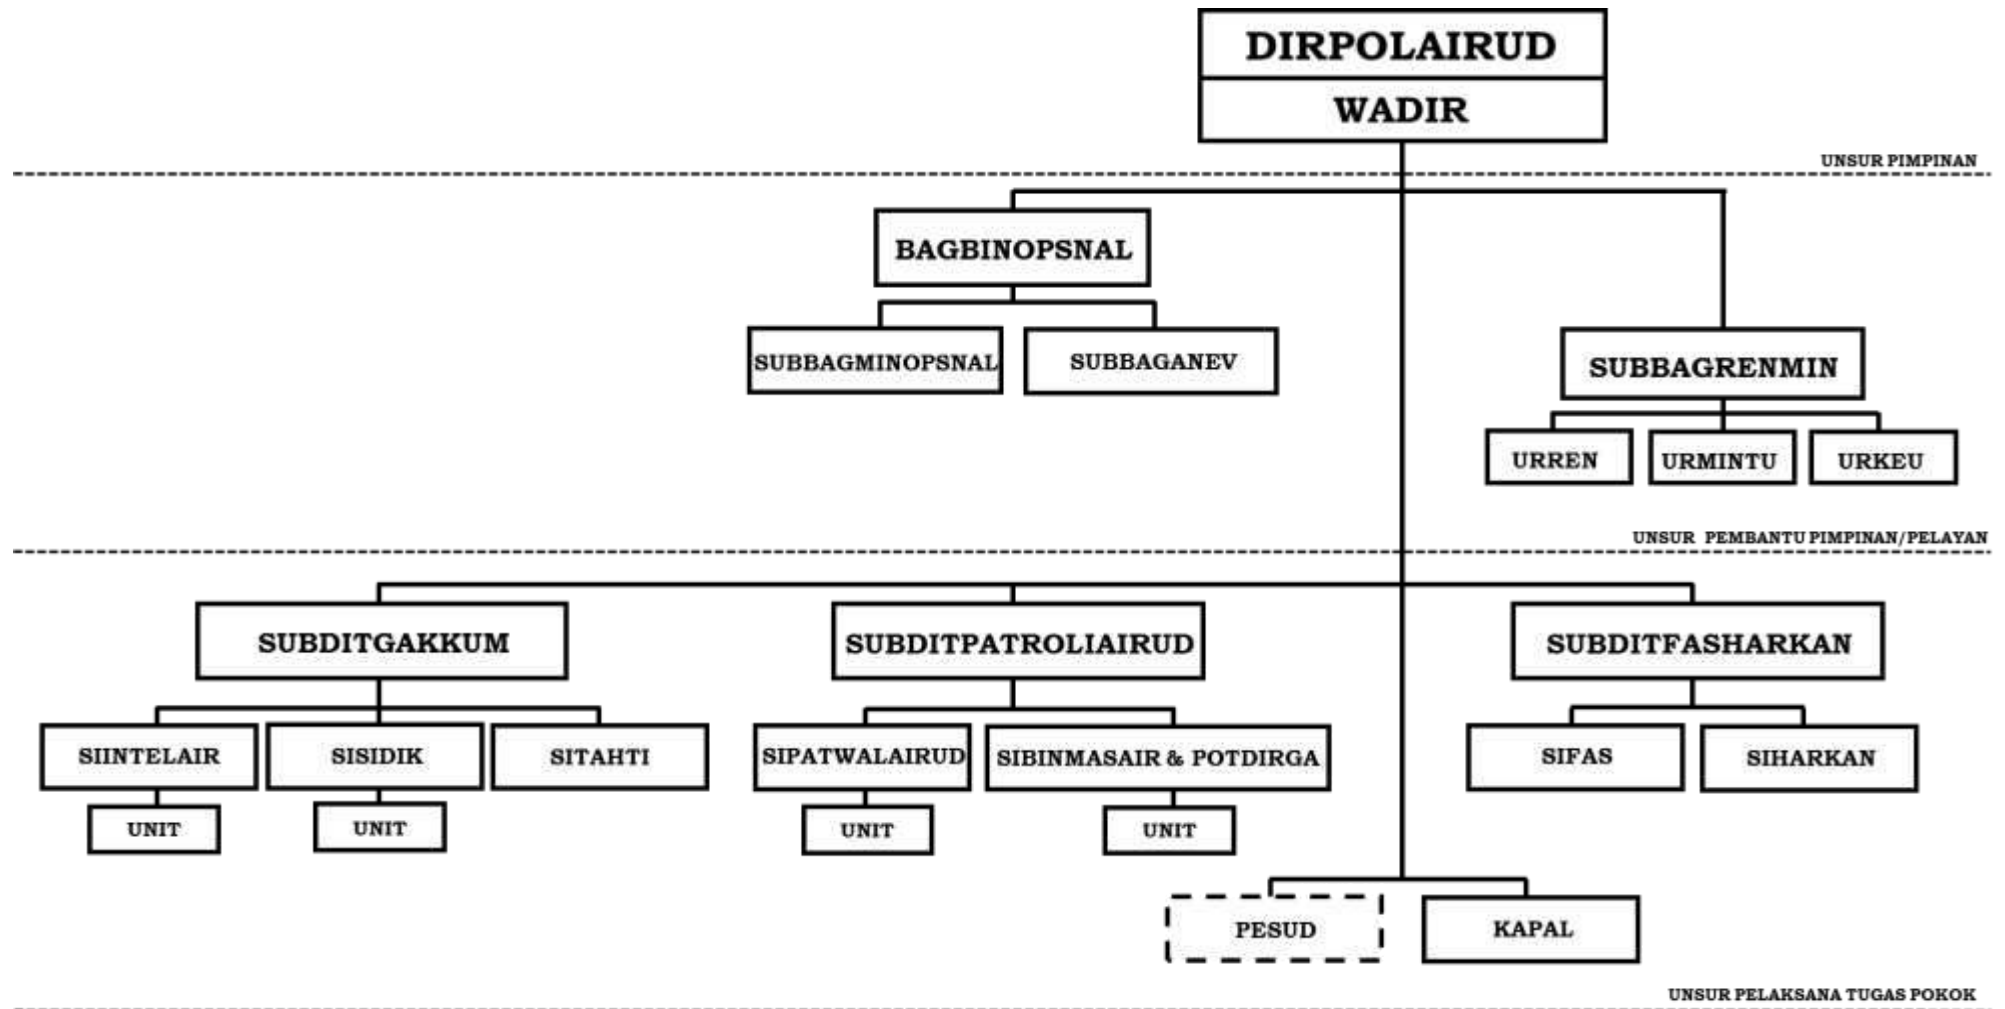 DIRPOLAIRUD
WADIR
UNSUR PIMPINAN
BAGBINOPSNAL
SUBBAGMINOPSNAL
SUBBAGANEV
SUBBAGRENMIN
URREN
URMINTU
URKEU
UNSUR PEMBANTU PIMPINAN/PELAYAN
SUBDITGAKKUM
SUBDITPATROLIAIRUD
SUBDITFASHARKAN
SIINTELAIR
SISIDIK
SITAHTI
SIPATWALAIRUD
SIBINMASAIR & POTDIRGA
SIFAS
SIHARKAN
UNIT
UNIT
UNIT
UNIT
PESUD
KAPAL
UNSUR PELAKSANA TUGAS POKOK